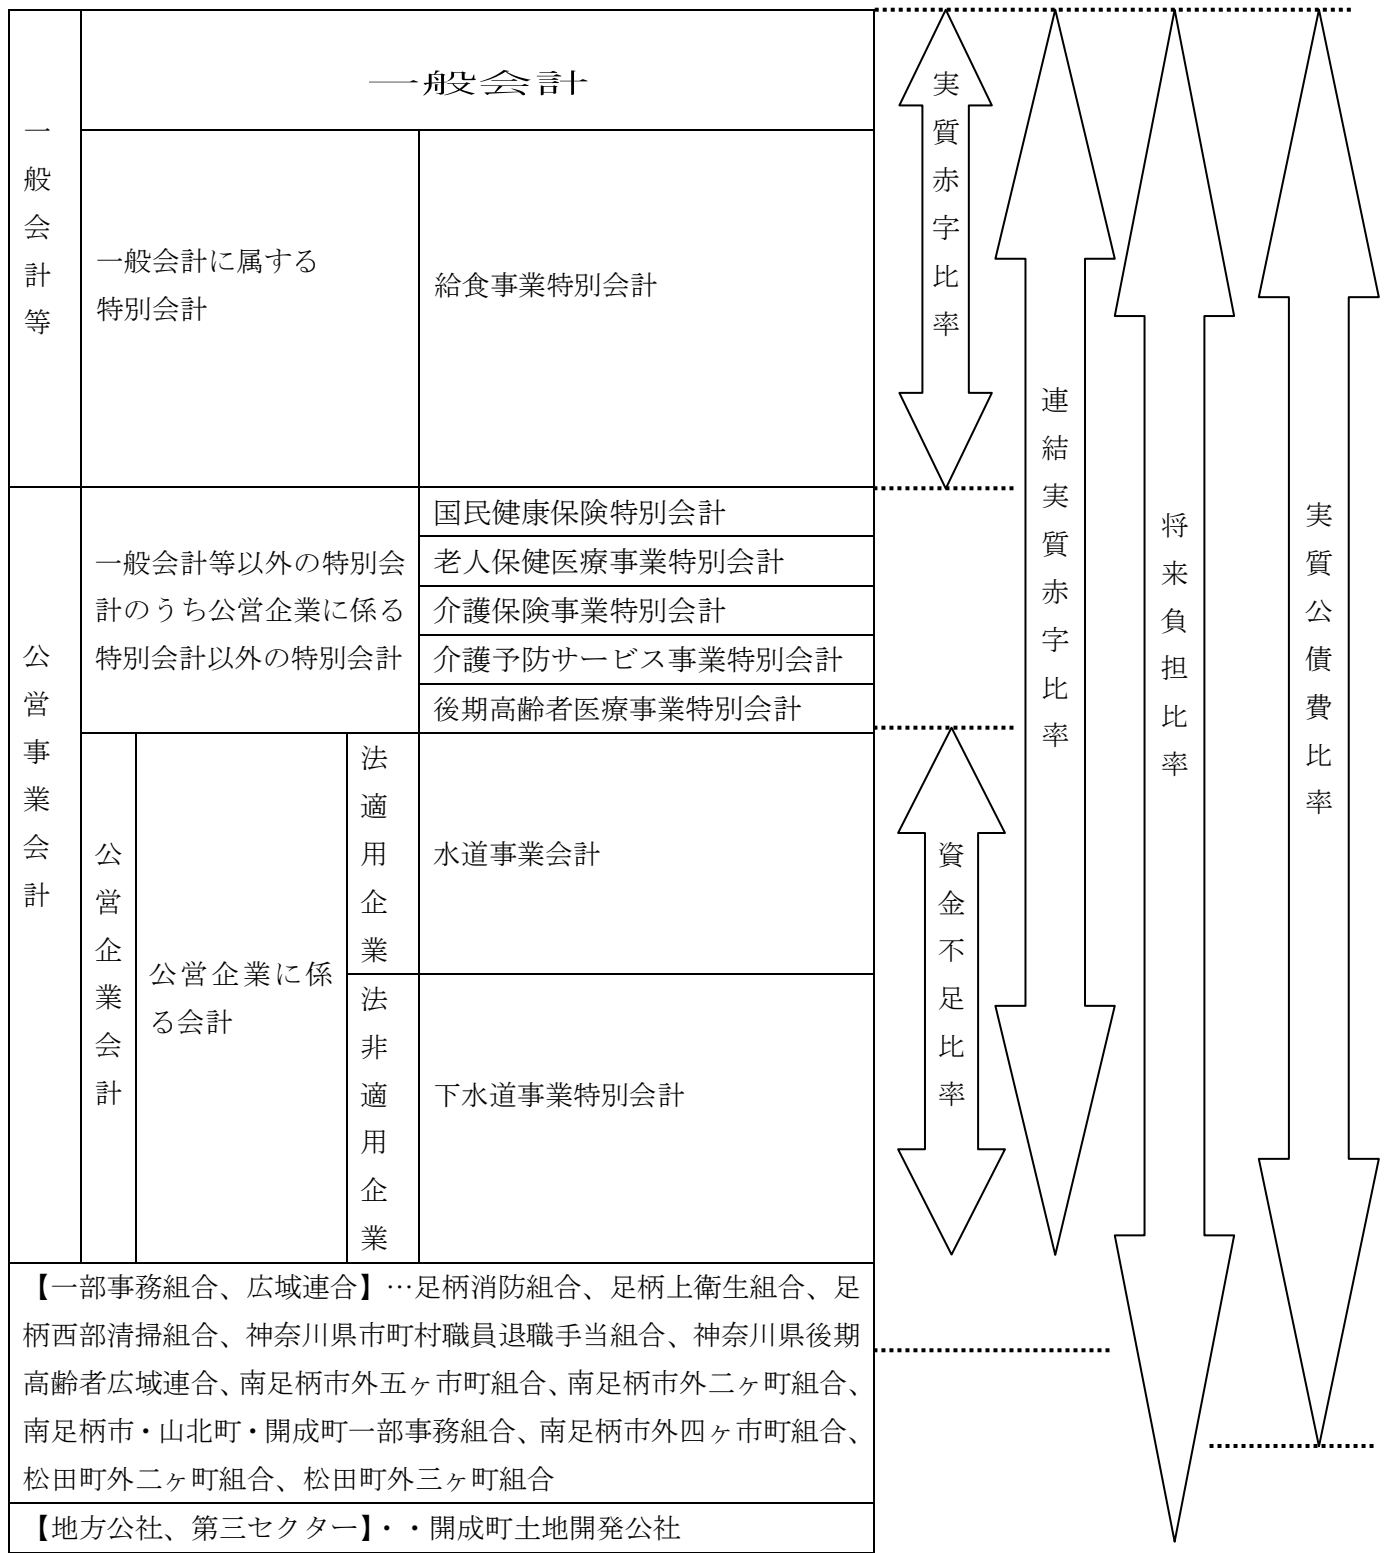 一般会計等
一般会計
一般会計に属する
特別会計
給食事業特別会計
公営事業会計
一般会計等以外の特別会
計のうち公営企業に係る
特別会計以外の特別会計
国民健康保険特別会計
老人保健医療事業特別会計
介護保険事業特別会計
介護予防サービス事業特別会計
後期高齢者医療事業特別会計
公営企業会計
公営企業に係
る会計
法適用企業
水道事業会計
法非適用企業
下水道事業特別会計
【一部事務組合、広域連合】…足柄消防組合、足柄上衛生組合、足
柄西部清掃組合、神奈川県市町村職員退職手当組合、神奈川県後期
高齢者広域連合、南足柄市外五ヶ市町組合、南足柄市外二ヶ町組合、
南足柄市・山北町・開成町一部事務組合、南足柄市外四ヶ市町組合、
松田町外二ヶ町組合、松田町外三ヶ町組合
【地方公社、第三セクター】・・開成町土地開発公社
実質赤字比率
資金不足比率
連結実質赤字比率
将来負担比率
実質公債費比率